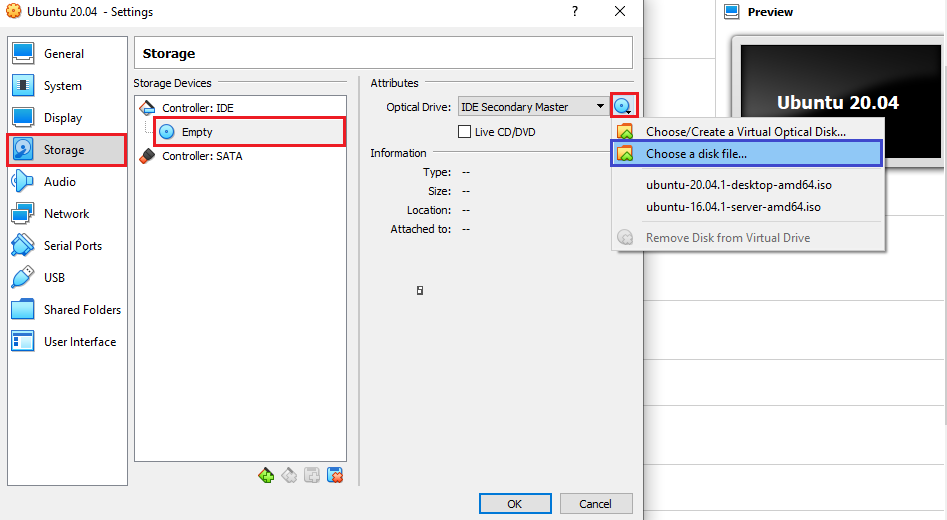 Ubuntu 20.04 - Settings
?
Preview
General
System
Display
Storage
Audio
Network
Serial Ports
USB
Shared Folders
User Interface
Storage
Storage Devices
Controller: IDE
Empty
Controller: SATA
Attributes
Optical Drive: IDE Secondary Master
Live CD/DVD
Information
Type: --
Size: --
Location: --
Attached to: --
Choose/Create a Virtual Optical Disk...
Choose a disk file...
ubuntu-20.04.1-desktop-amd64.iso
ubuntu-16.04.1-server-amd64.iso
Remove Disk from Virtual Drive
Ubuntu 20.04
OK
Cancel